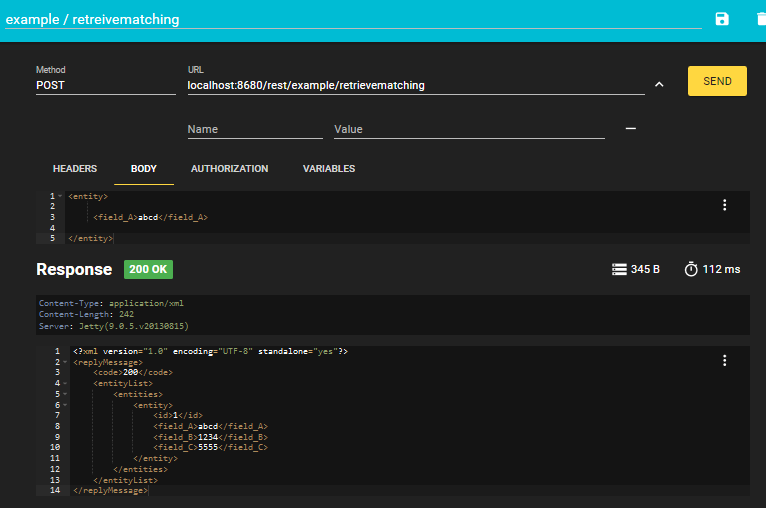 example / retreivematching
Method
URL
POST
localhost:8680/rest/example/retrievematching
SEND
Name
Value
HEADERS
BODY
AUTHORIZATION
VARIABLES
1 <entity>
2
3 <field_A>abcd</field_A>
4
5 </entity>
Response 200 OK 345 B 112 ms
Content-Type: application/xml
Content-Length: 242
Server: Jetty(9.0.5.v20130815)
1 <?xml version="1.0" encoding="UTF-8" standalone="yes"?>
2 <replyMessage>
3 <code>200</code>
4 <entityList>
5 <entities>
6 <entity>
7 <id>1</id>
8 <field_A>abcd</field_A>
9 <field_B>1234</field_B>
10 <field_C>5555</field_C>
11 </entity>
12 </entities>
13 </entityList>
14 </replyMessage>